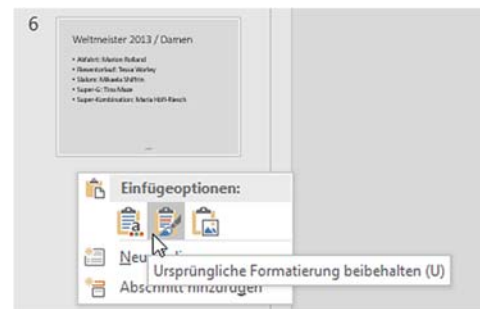 6
Weltmeister 2013 / Damen
• Abfahrt: Marion Rolland
• Riesentorlauf: Tessa Worley
• Slalom: Mikaela Shiffrin
• Super-G: Tina Maze
• Super-Kombination: Maria Höfl-Riesch
Einfügeoptionen:
Ursprüngliche Formatierung beibehalten (U)
Abschnitt hinzufügen